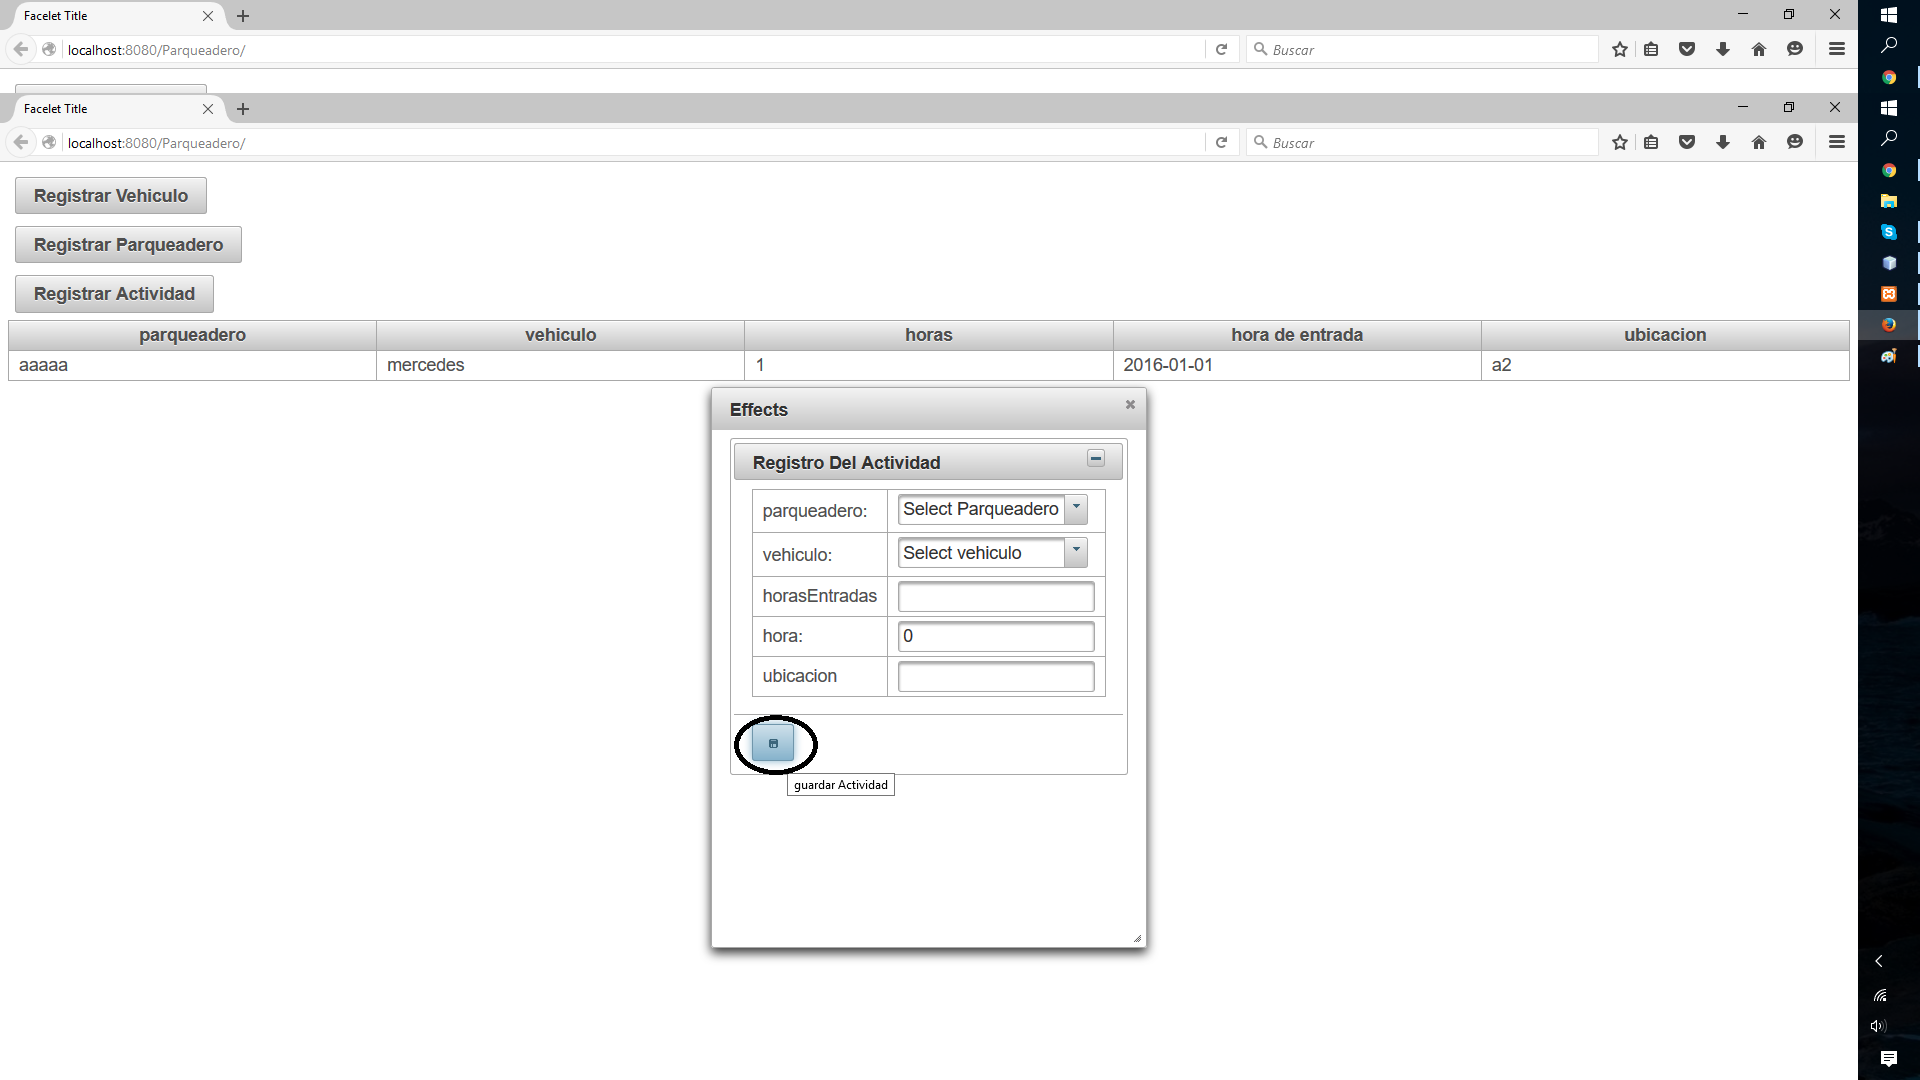 Facelet Title
localhost:8080/Parqueadero/
Buscar
Facelet Title
localhost:8080/Parqueadero/
Buscar
Registrar Vehiculo
Registrar Parqueadero
Registrar Actividad
parqueadero vehiculo horas hora de entrada ubicacion
aaaaa mercedes 1 2016-01-01 a2
Effects
Registro Del Actividad
parqueadero: Select Parqueadero
vehiculo: Select vehiculo
horasEntradas
hora: 0
ubicacion
guardar Actividad